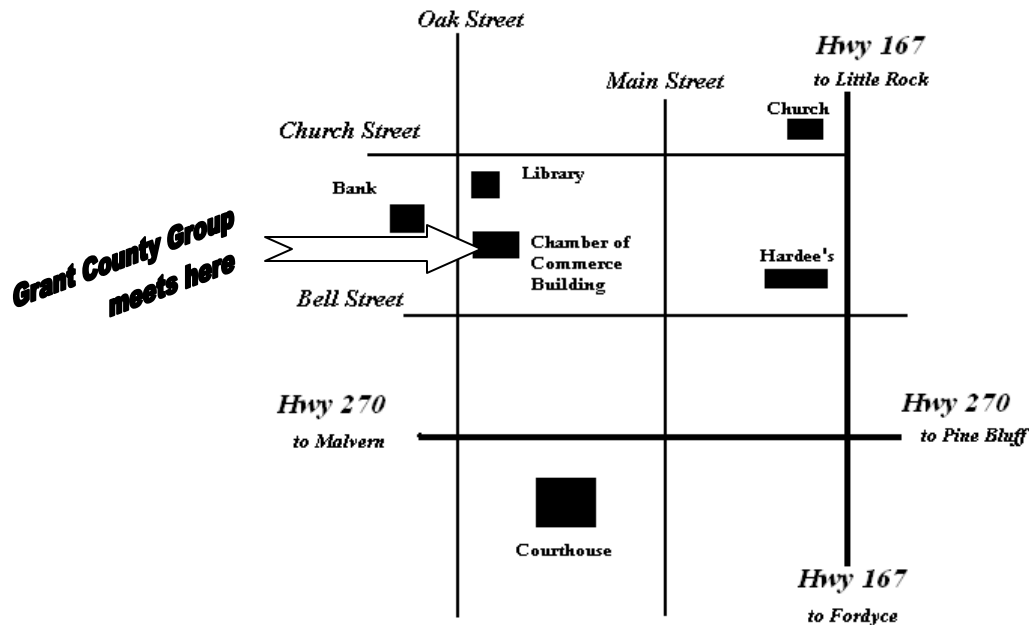 Oak Street
Hwy 167
to Little Rock
Main Street
Church
Church Street
Library
Bank
Grant County Group
meets here
Chamber of
Commerce
Building
Hardee's
Bell Street
Hwy 270
to Malvern
Hwy 270
to Pine Bluff
Courthouse
Hwy 167
to Fordyce